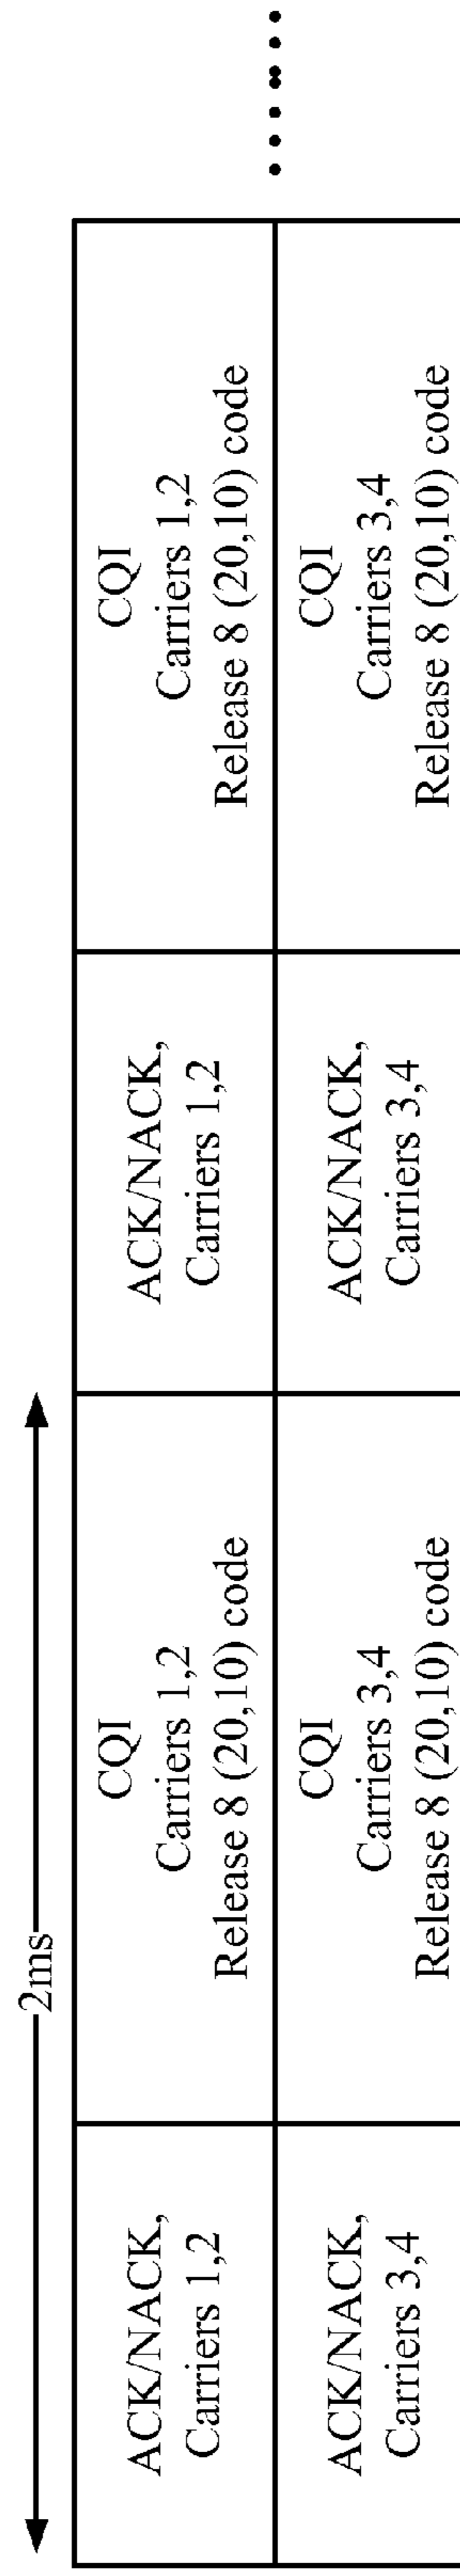 2ms
ACK/NACK,
Carriers 1,2
CQI
Carriers 1,2
Release 8 (20,10) code
ACK/NACK,
Carriers 1,2
CQI
Carriers 1,2
Release 8 (20,10) code
ACK/NACK,
Carriers 3,4
CQI
Carriers 3,4
Release 8 (20,10) code
ACK/NACK,
Carriers 3,4
CQI
Carriers 3,4
Release 8 (20,10) code